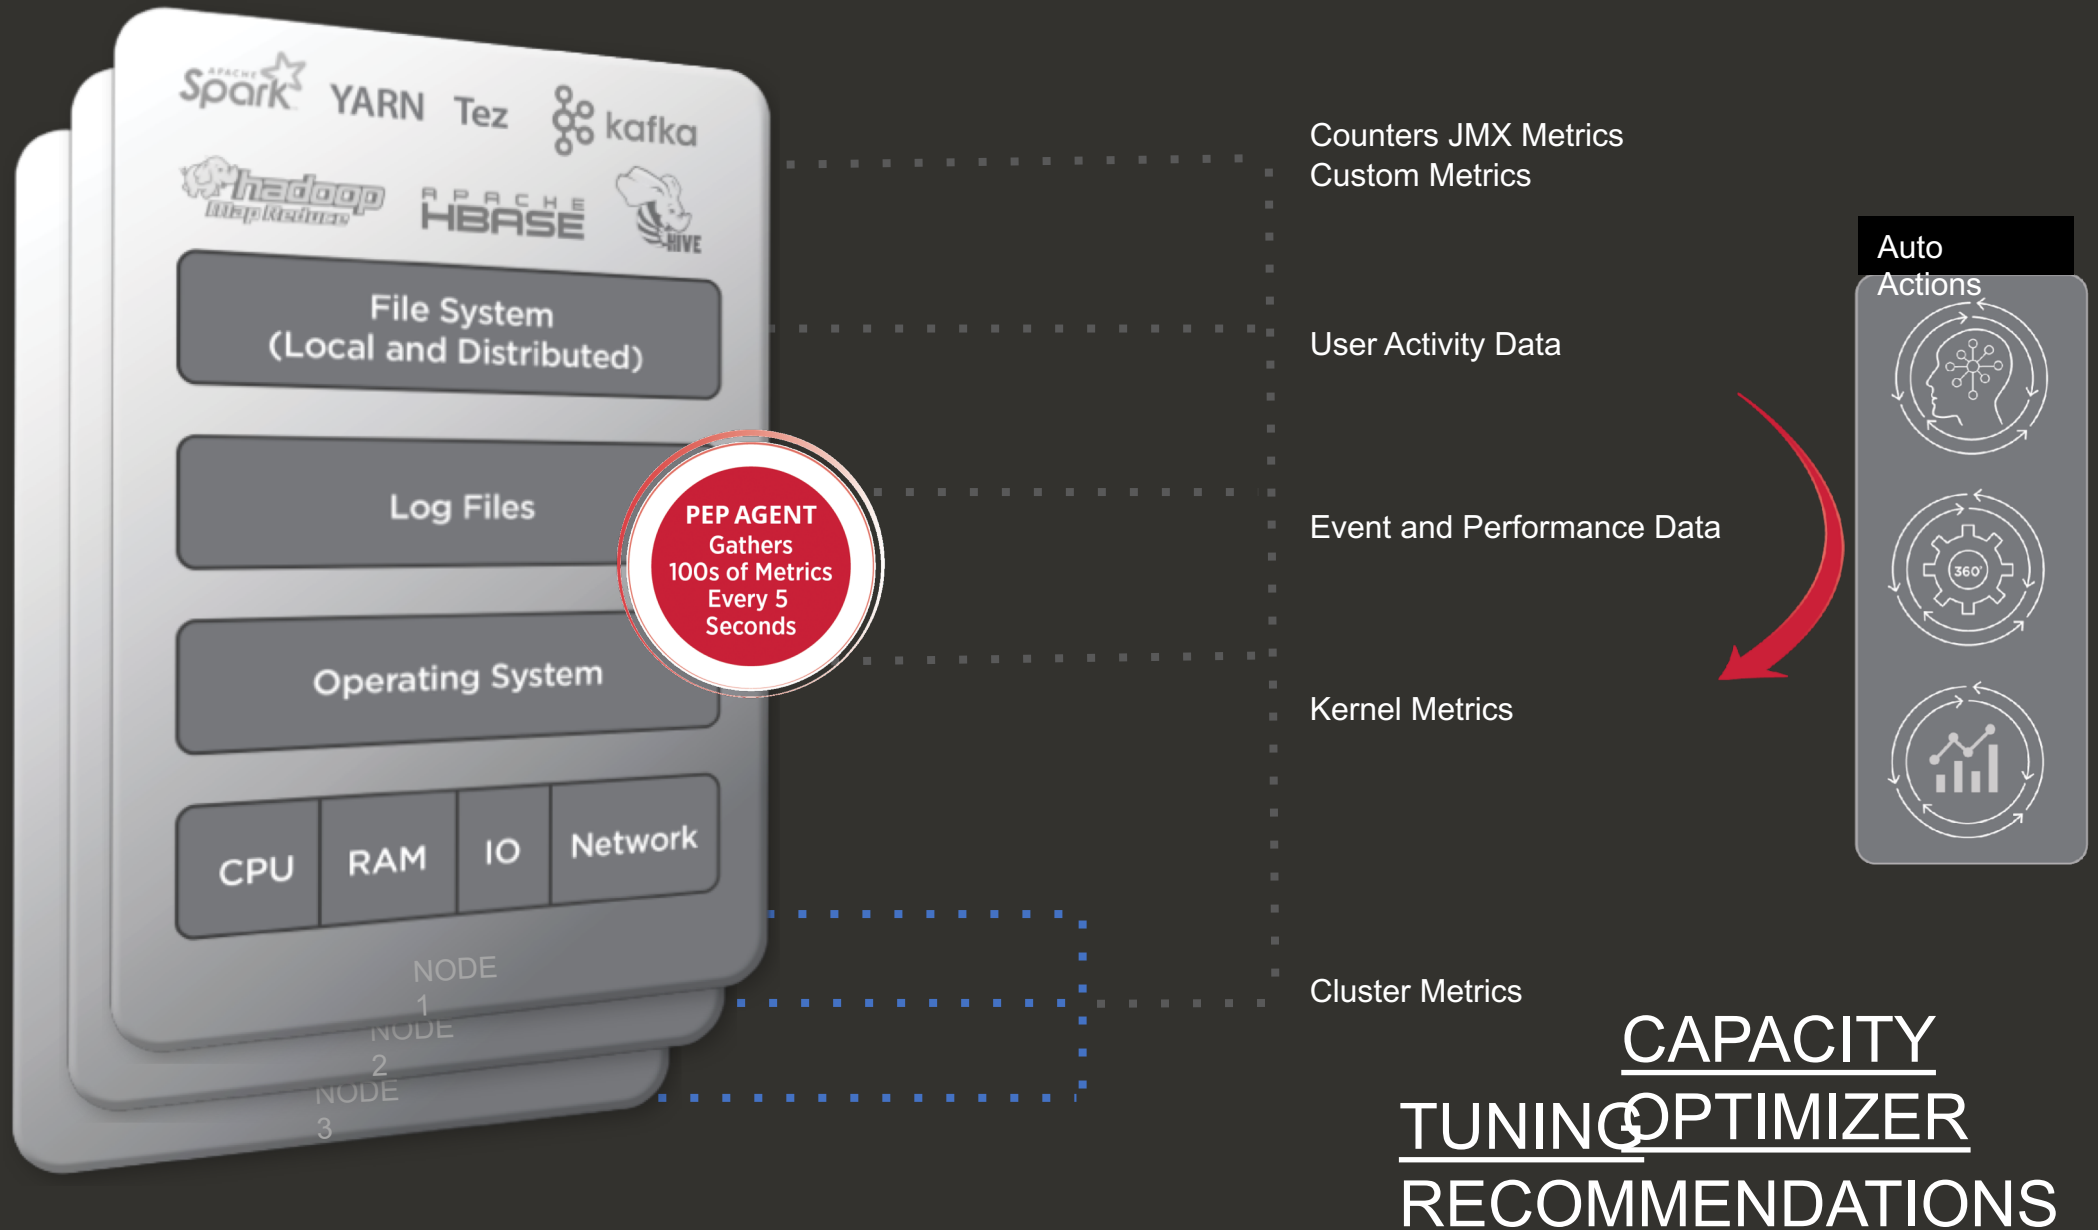 APACHE
Spark
YARN
Tez
kafka
hadoop
Map Reduce
APACHE
HBASE
HIVE
File System
(Local and Distributed)
Log Files
Operating System
CPU
RAM
IO
Network
NODE
1
NODE
2
NODE
3
PEP AGENT
Gathers
100s of Metrics
Every 5
Seconds
Counters JMX Metrics
Custom Metrics
User Activity Data
Event and Performance Data
Kernel Metrics
Cluster Metrics
Auto
Actions
360°
CAPACITY
OPTIMIZER
TUNING
RECOMMENDATIONS